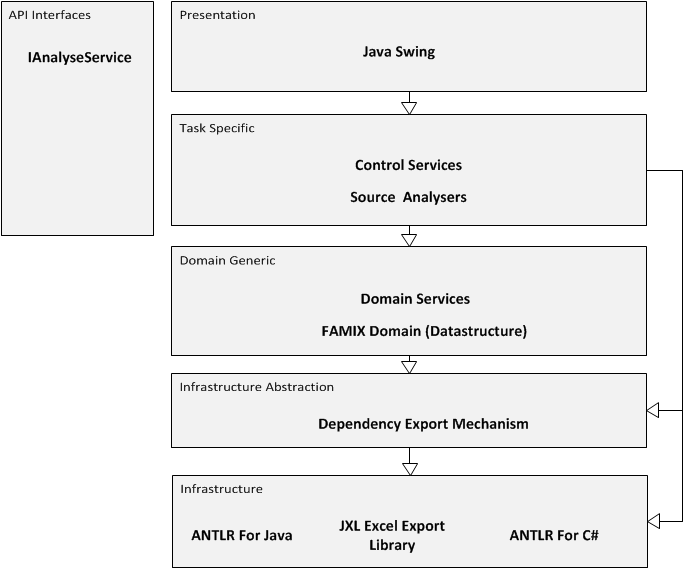 API Interfaces
IAnalyseService
Presentation
Java Swing
Task Specific
Control Services
Source Analysers
Domain Generic
Domain Services
FAMIX Domain (Datastructure)
Infrastructure Abstraction
Dependency Export Mechanism
Infrastructure
ANTLR For Java
JXL Excel Export
Library
ANTLR For C#